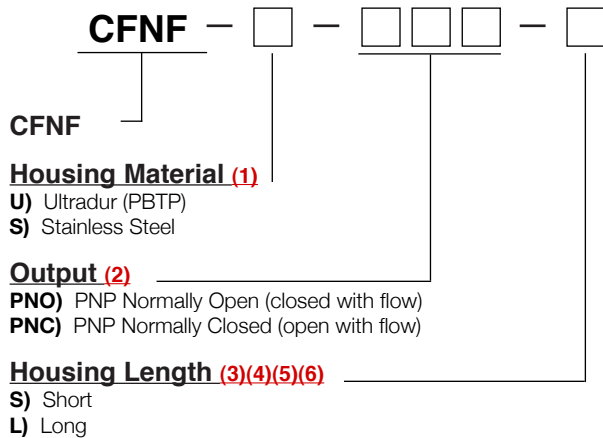 CFNF – □ – □□□ – □
CFNF
Housing Material (1)
U) Ultradur (PBTP)
S) Stainless Steel
Output (2)
PNO) PNP Normally Open (closed with flow)
PNC) PNP Normally Closed (open with flow)
Housing Length (3)(4)(5)(6)
S) Short
L) Long